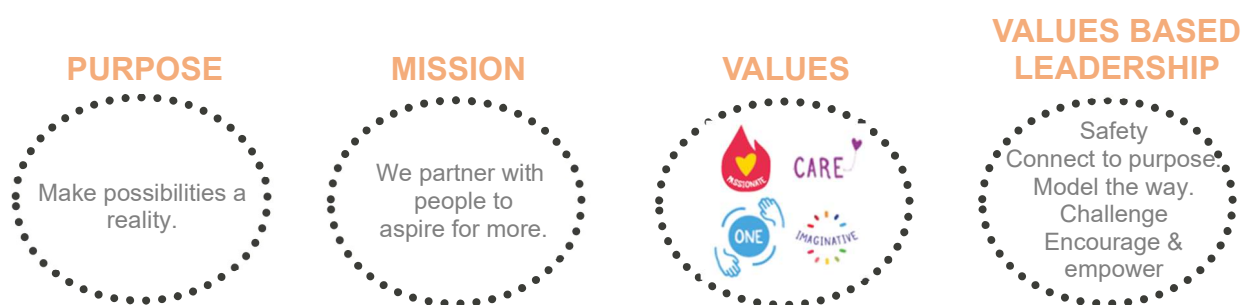 PURPOSE
Make possibilities a
reality.
MISSION
We partner with
people to
aspire for more.
VALUES
PASSIONATE
CARE
ONE
IMAGINATIVE
VALUES BASED
LEADERSHIP
Safety
Connect to purpose.
Model the way.
Challenge
Encourage &
empower